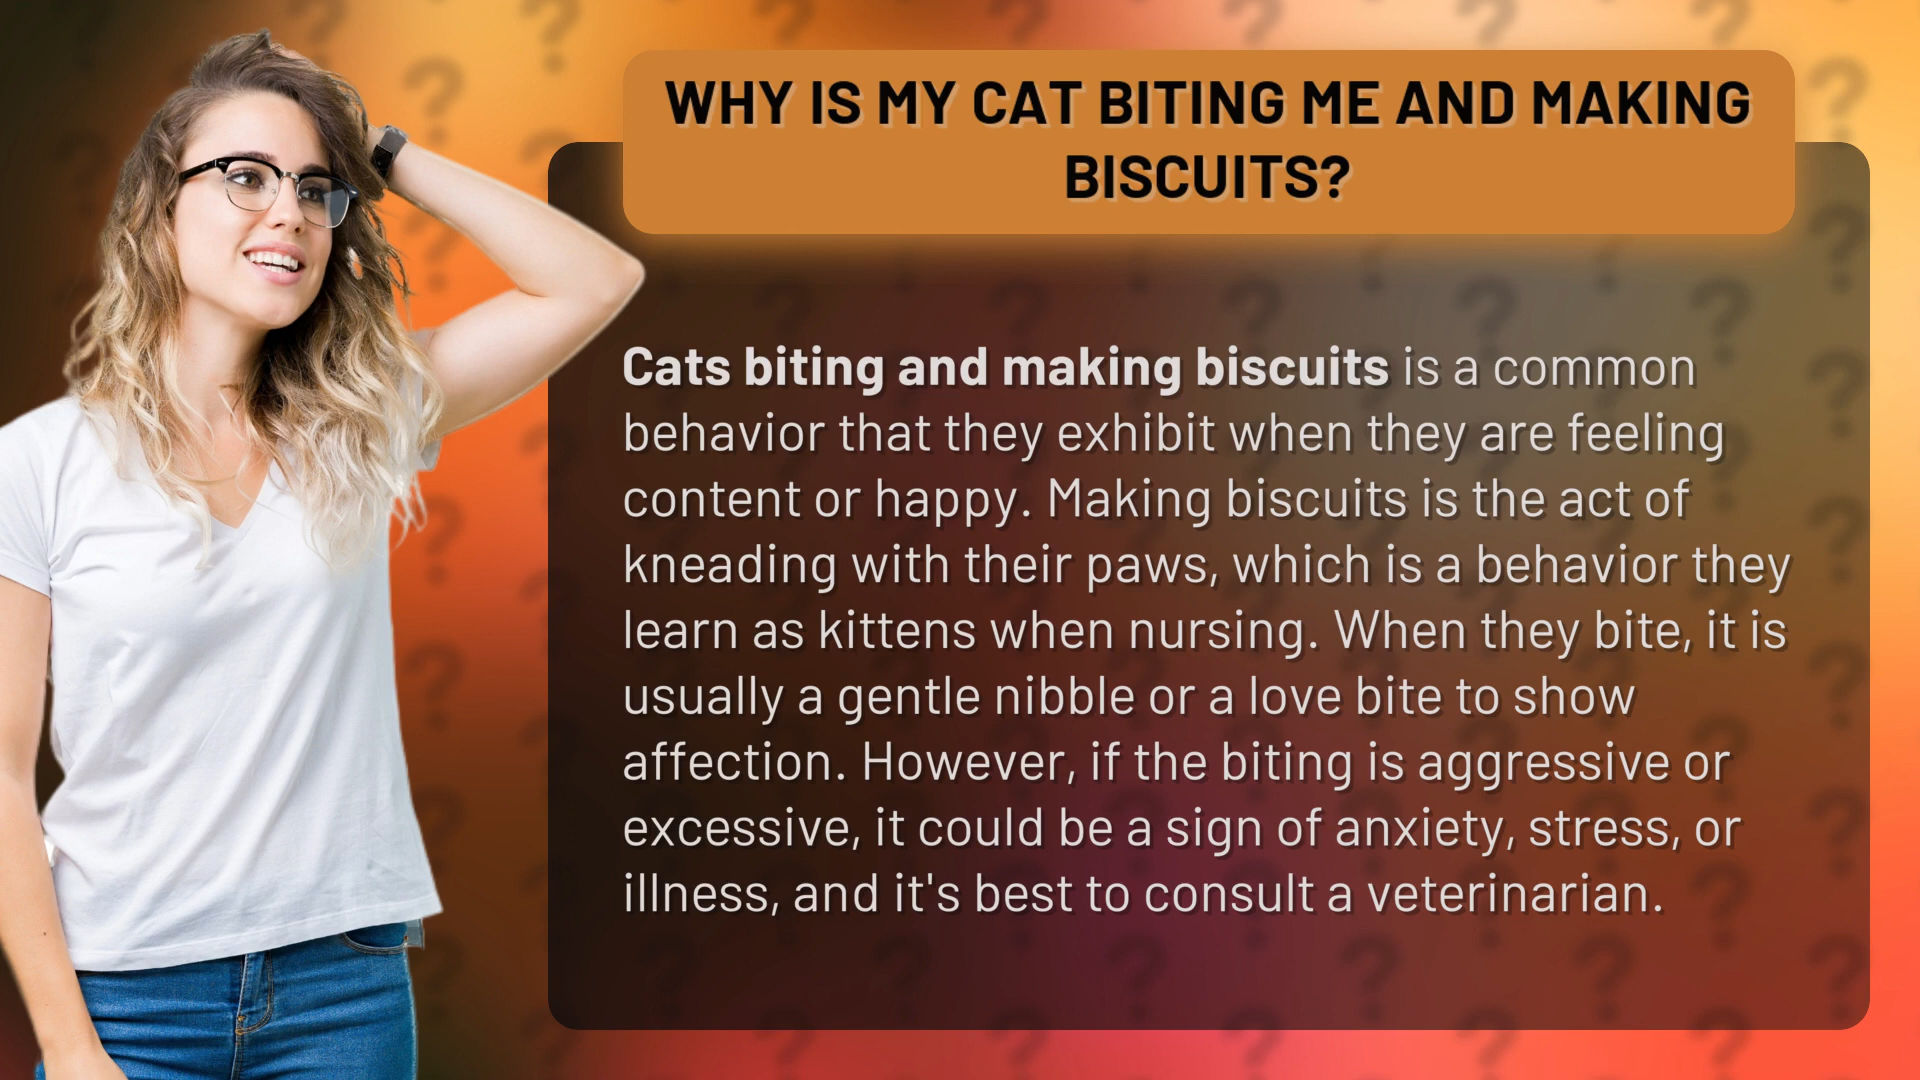 WHY IS MY CAT BITING ME AND MAKING
BISCUITS?
Cats biting and making biscuits is a common
behavior that they exhibit when they are feeling
content or happy. Making biscuits is the act of
kneading with their paws, which is a behavior they
learn as kittens when nursing. When they bite, it is
usually a gentle nibble or a love bite to show
affection. However, if the biting is aggressive or
excessive, it could be a sign of anxiety, stress, or
illness, and it's best to consult a veterinarian.